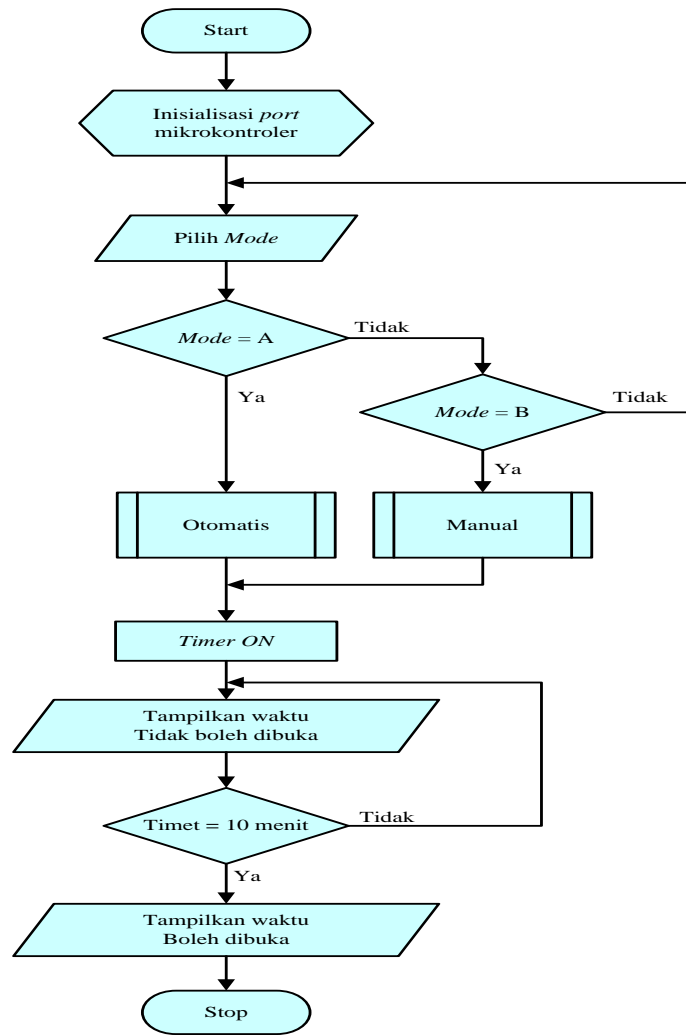 Start
Inisialisasi port
mikrokontroler
Pilih Mode
Mode = A
Tidak
Ya
Mode = B
Tidak
Ya
Otomatis
Manual
Timer ON
Tampilkan waktu
Tidak boleh dibuka
Timet = 10 menit
Tidak
Ya
Tampilkan waktu
Boleh dibuka
Stop